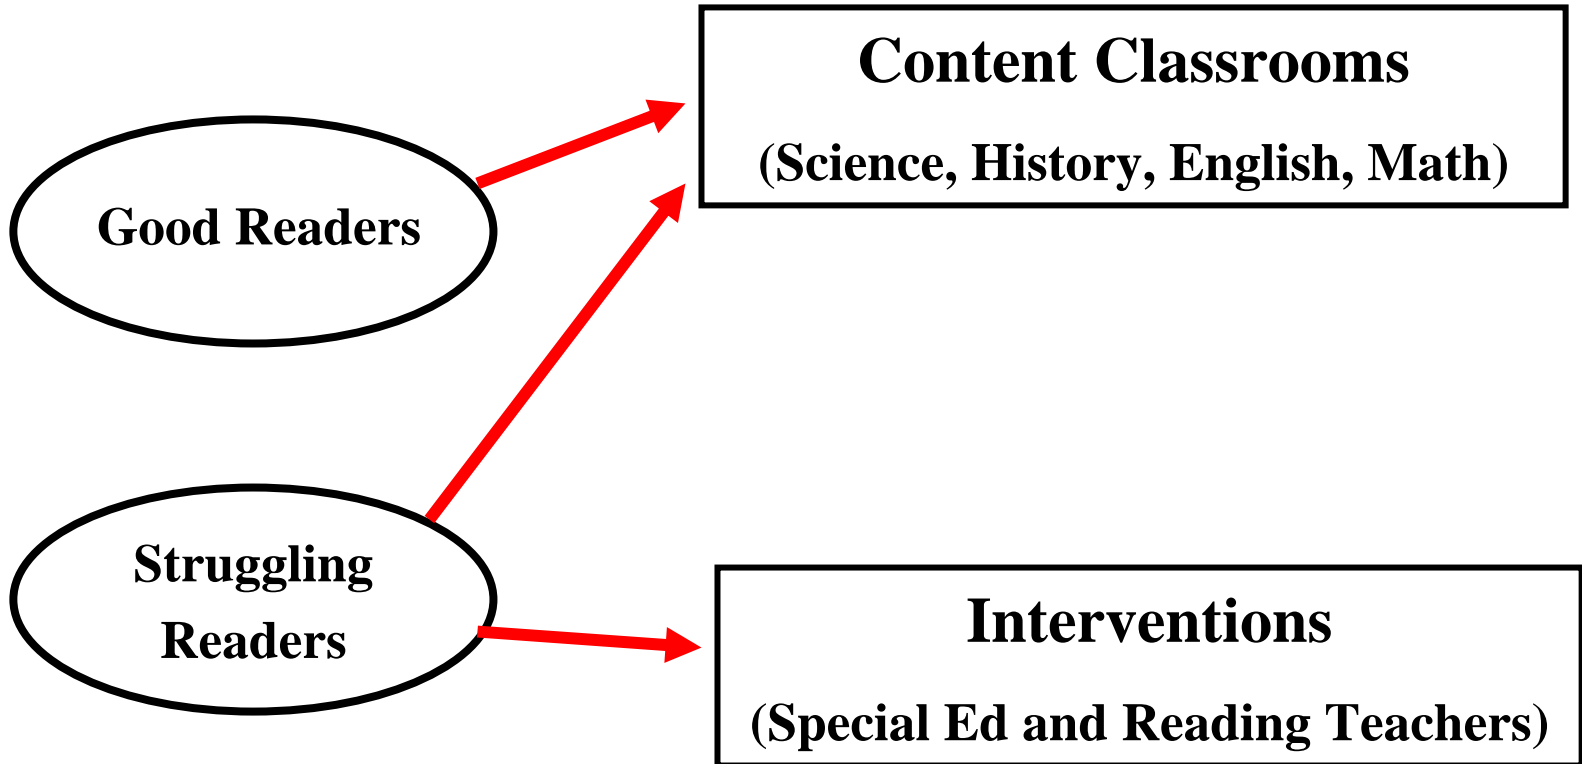 Content Classrooms
(Science, History, English, Math)
Good Readers
Struggling
Readers
Interventions
(Special Ed and Reading Teachers)